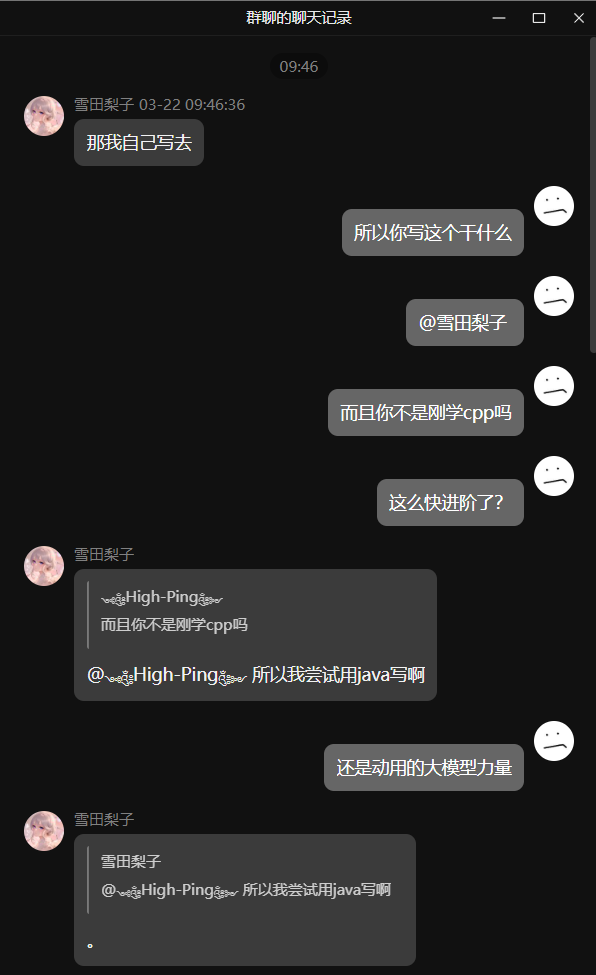 群聊的聊天记录
09:46
雪田梨子 03-22 09:46:36
那我自己写去
所以你写这个干什么
@雪田梨子
而且你不是刚学cpp吗
这么快进阶了？
雪田梨子
High-Ping
而且你不是刚学cpp吗
@High-Ping 所以我尝试用java写啊
还是动用的大模型力量
雪田梨子
雪田梨子
@High-Ping 所以我尝试用java写啊
。